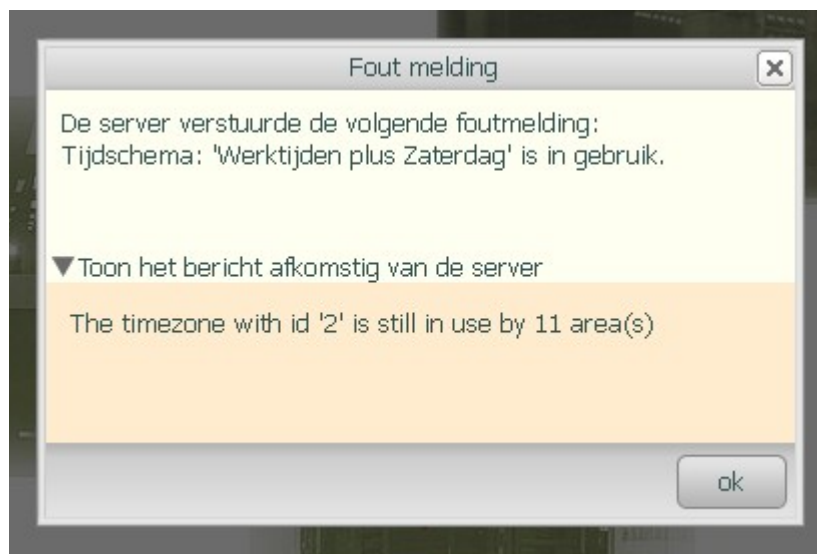 Fout melding
De server verstuurde de volgende foutmelding:
Tijdschema: 'Werktijden plus Zaterdag' is in gebruik.
Toon het bericht afkomstig van de server
The timezone with id '2' is still in use by 11 area(s)
ok